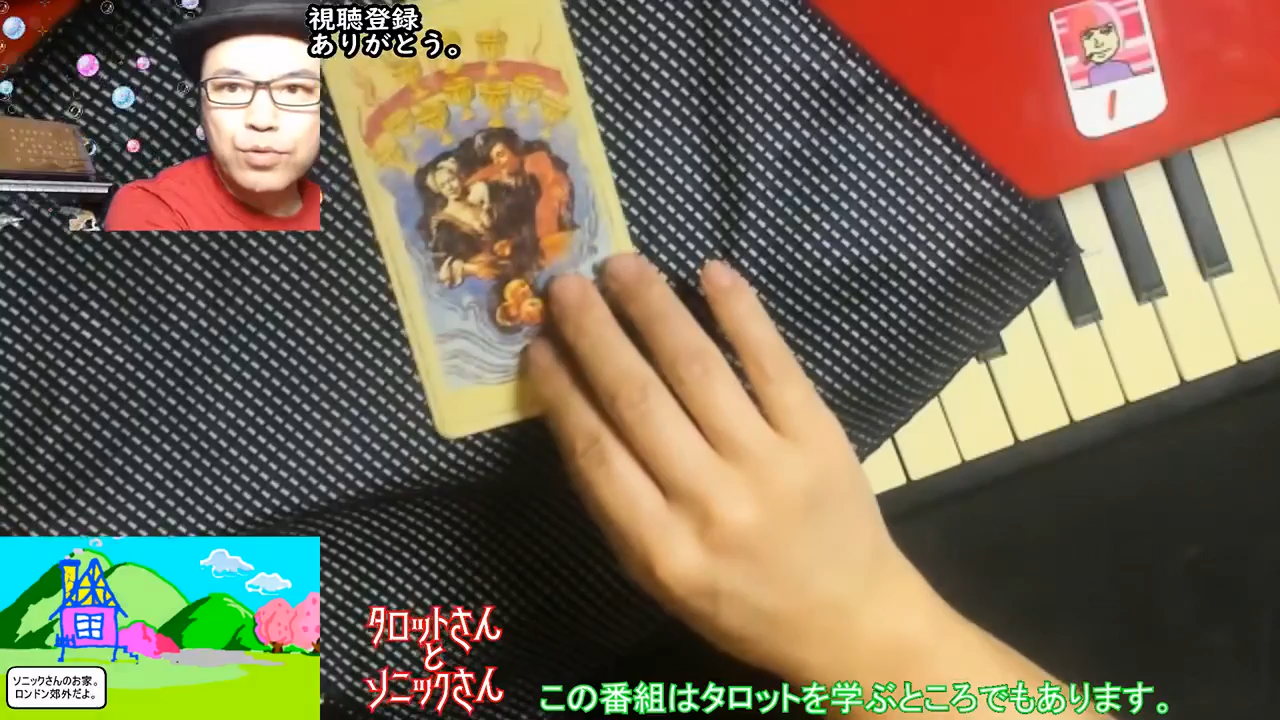 視聴登録
ありがとう。
1
ソニックさんのお家。
ロンドン郊外だよ。
タロットさん
と
ソニックさん
この番組はタロットを学ぶところでもあります。